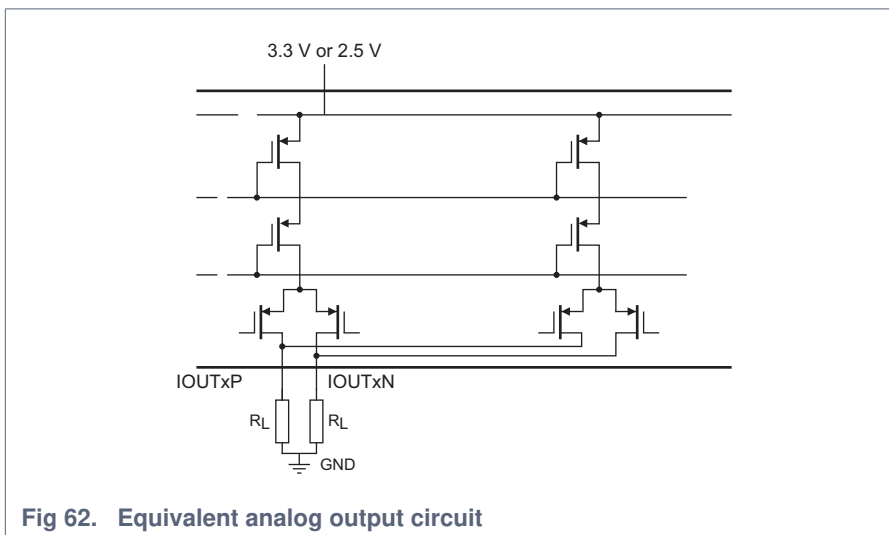 3.3 V or 2.5 V
IOUTxP IOUTxN
RL RL
GND
Fig 62. Equivalent analog output circuit